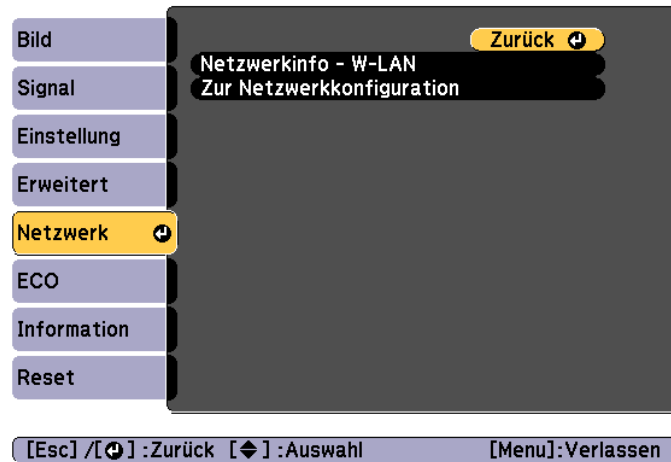 Bild
Signal
Einstellung
Erweitert
Netzwerk
ECO
Information
Reset
Zurück
Netzwerkinfo - W-LAN
Zur Netzwerkkonfiguration
[Esc] /[ ] :Zurück [ ] :Auswahl [Menu]:Verlassen